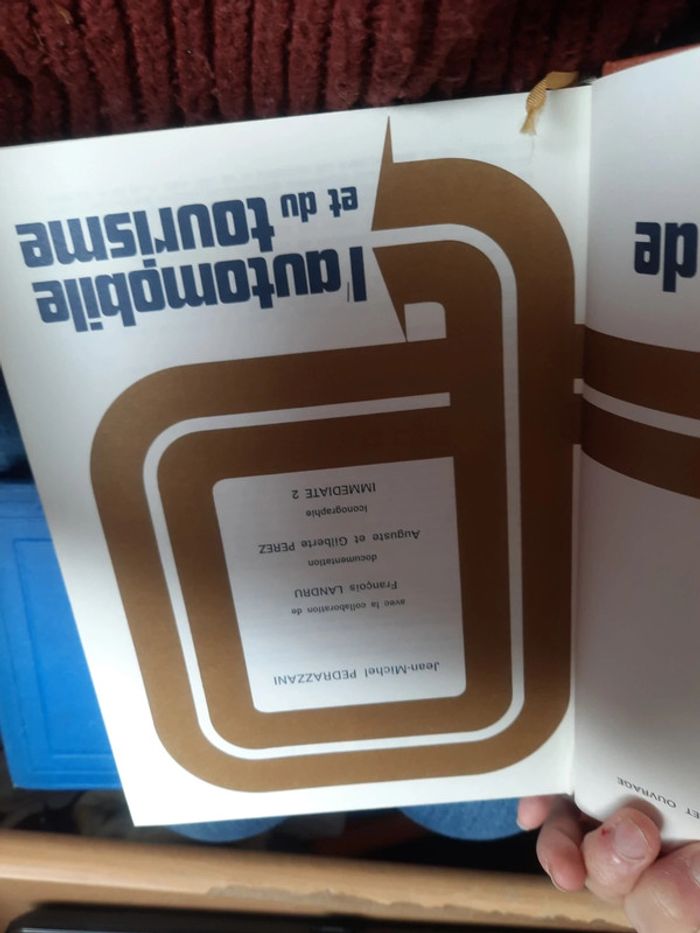 ET OUVRAGE
Jean-Michel PEDRAZZANI
avec la collaboration de
François LANDRU
documentation
Auguste et Gilberte PEREZ
iconographie
IMMEDIATE 2
de
l'automobile
et du tourisme